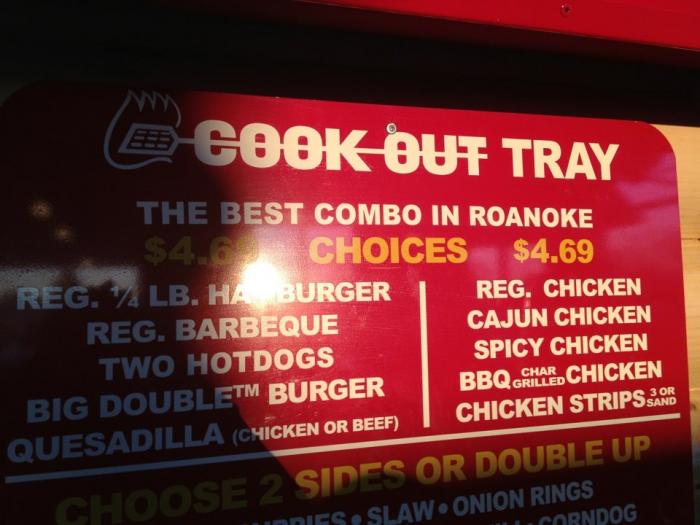 COOK OUT TRAY
THE BEST COMBO IN ROANOKE
$4.69 CHOICES $4.69
REG. ¼ LB. HAMBURGER
REG. BARBEQUE
TWO HOTDOGS
BIG DOUBLE™ BURGER
QUESADILLA (CHICKEN OR BEEF)
REG. CHICKEN
CAJUN CHICKEN
SPICY CHICKEN
BBQ CHAR GRILLED CHICKEN
CHICKEN STRIPS 3 OR SAND
CHOOSE 2 SIDES OR DOUBLE UP
• SLAW • ONION RINGS
• CORNDOG